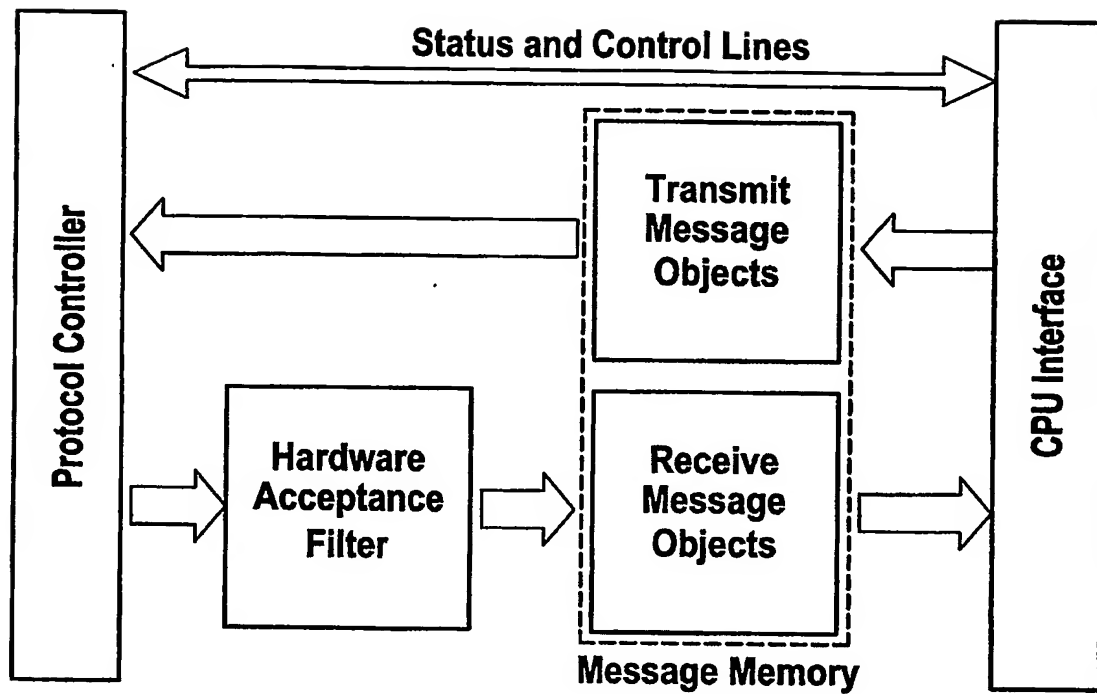 Status and Control Lines
Protocol Controller
Transmit
Message
Objects
CPU Interface
Hardware
Acceptance
Filter
Receive
Message
Objects
Message Memory